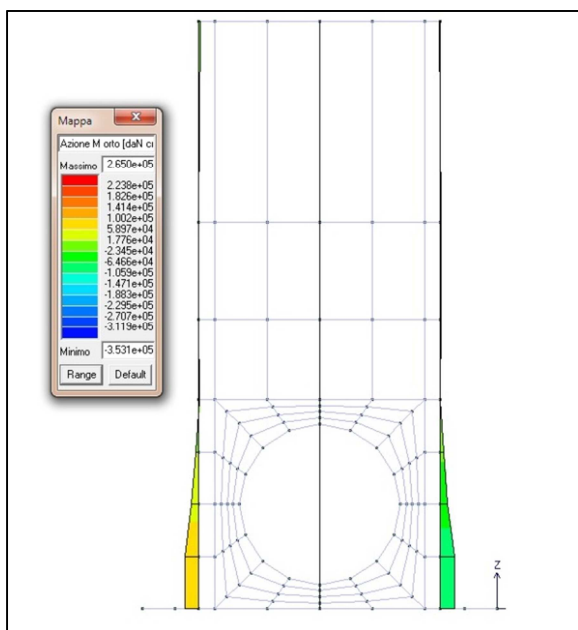 Mappa
Azione M orto [daN cr
Massimo 2.650e+05
2.238e+05
1.826e+05
1.414e+05
1.002e+05
5.897e+04
1.776e+04
-2.345e+04
-6.466e+04
-1.059e+05
-1.471e+05
-1.883e+05
-2.295e+05
-2.707e+05
-3.119e+05
Minimo -3.531e+05
Range Default
Z